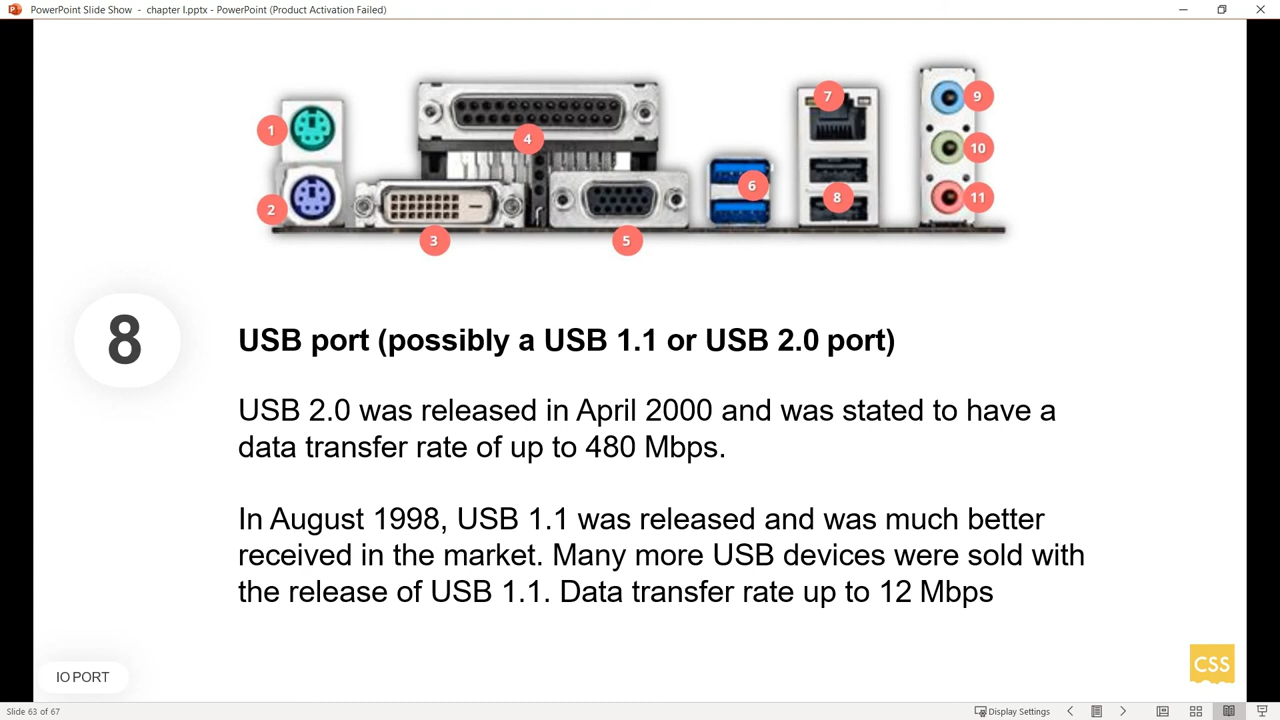 PowerPoint Slide Show - chapter I.pptx - PowerPoint (Product Activation Failed)
1
2
3
4
5
6
7
8
9
10
11
8
USB port (possibly a USB 1.1 or USB 2.0 port)
USB 2.0 was released in April 2000 and was stated to have a
data transfer rate of up to 480 Mbps.
In August 1998, USB 1.1 was released and was much better
received in the market. Many more USB devices were sold with
the release of USB 1.1. Data transfer rate up to 12 Mbps
IO PORT
CSS
Slide 63 of 67
Display Settings